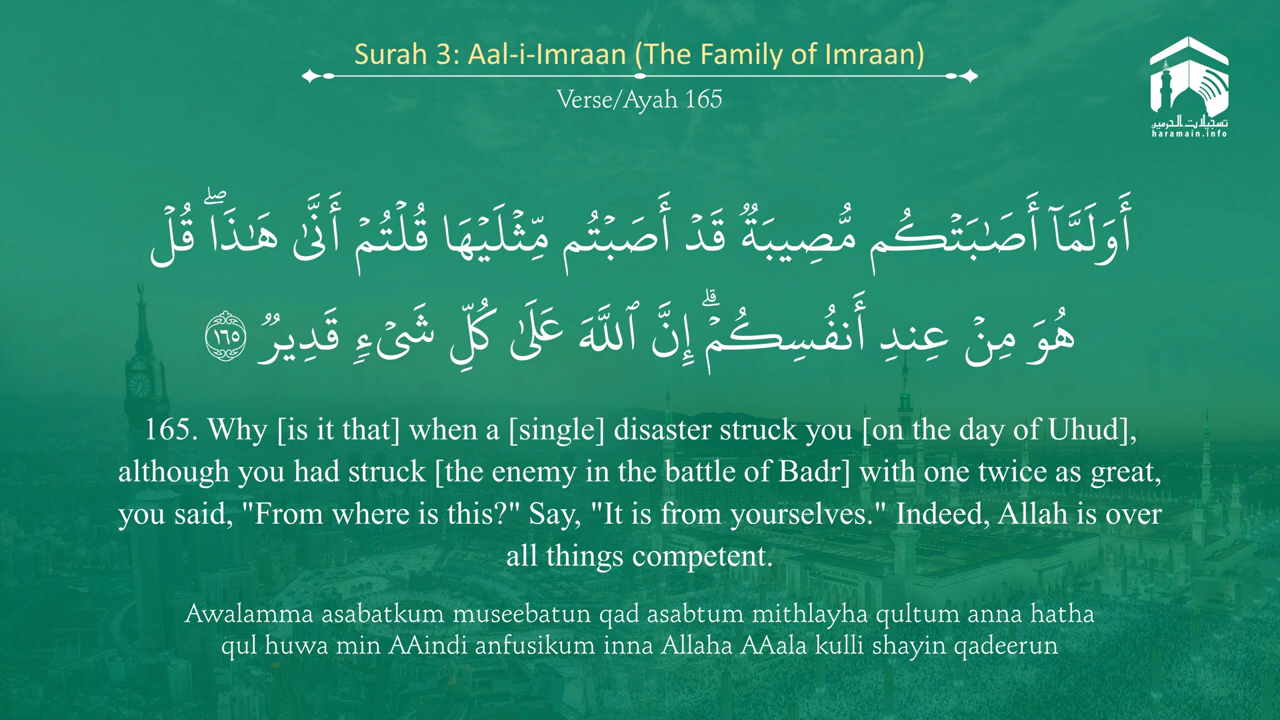 Surah 3: Aal-i-Imraan (The Family of Imraan)
Verse/Ayah 165
تسجيلات الحرمين
haramain.info
أَوَلَمَّآ أَصَٰبَتۡكُم مُّصِيبَةٞ قَدۡ أَصَبۡتُم مِّثۡلَيۡهَا قُلۡتُمۡ أَنَّىٰ هَٰذَاۖ قُلۡ
هُوَ مِنۡ عِندِ أَنفُسِكُمۡۗ إِنَّ ٱللَّهَ عَلَىٰ كُلِّ شَيۡءٖ قَدِيرٞ ١٦٥
165. Why [is it that] when a [single] disaster struck you [on the day of Uhud],
although you had struck [the enemy in the battle of Badr] with one twice as great,
you said, "From where is this?" Say, "It is from yourselves." Indeed, Allah is over
all things competent.
Awalamma asabatkum museebatun qad asabtum mithlayha qultum anna hatha
qul huwa min AAindi anfusikum inna Allaha AAala kulli shayin qadeerun